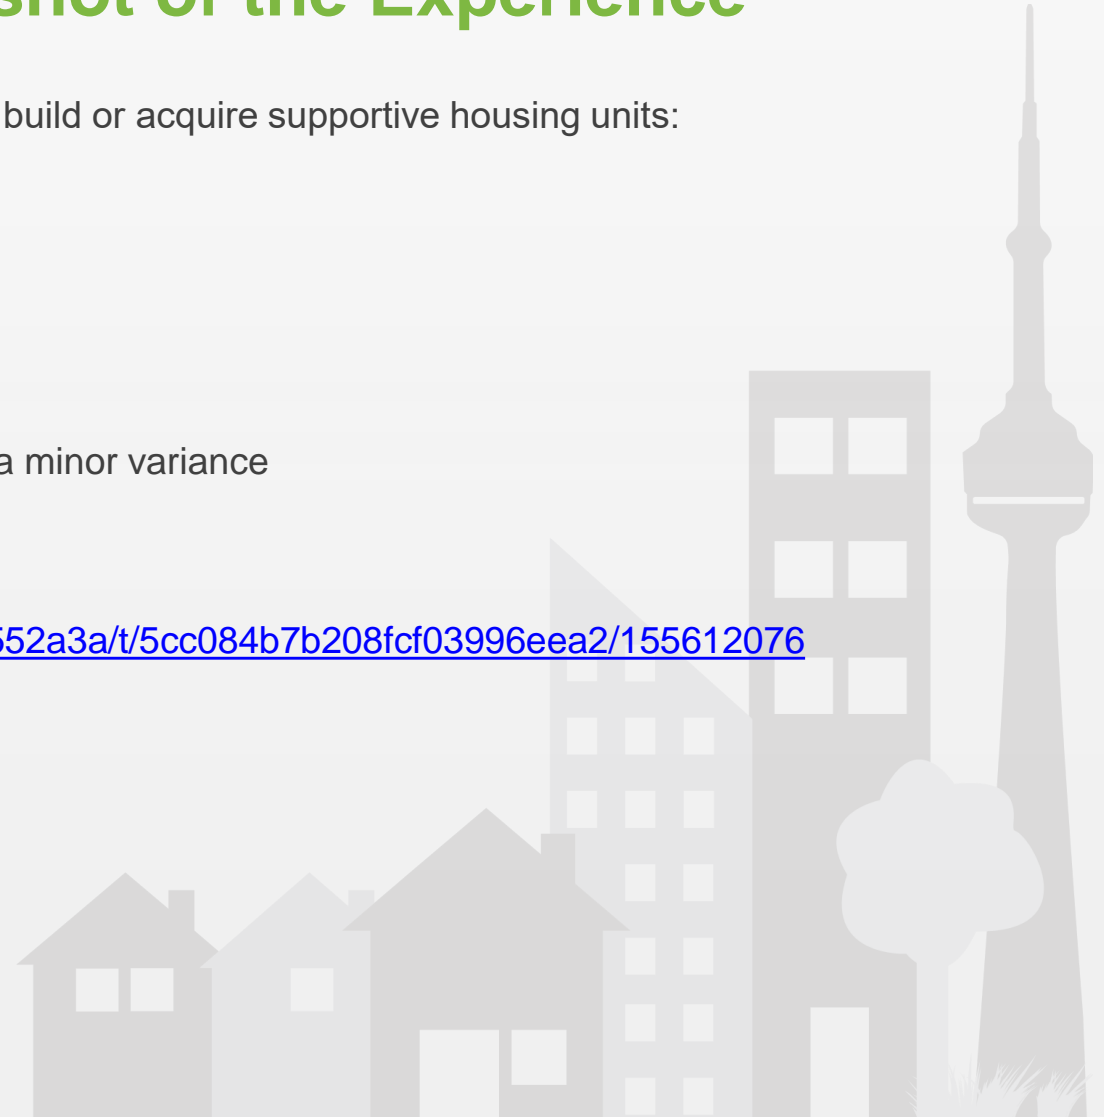 shot of the Experience
build or acquire supportive housing units:
a minor variance
552a3a/t/5cc084b7b208fcf03996eea2/155612076